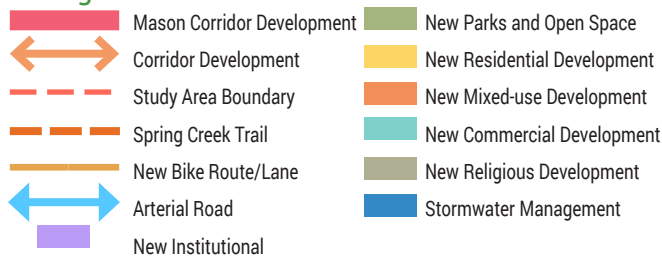 Mason Corridor Development
Corridor Development
Study Area Boundary
Spring Creek Trail
New Bike Route/Lane
Arterial Road
New Institutional
New Parks and Open Space
New Residential Development
New Mixed-use Development
New Commercial Development
New Religious Development
Stormwater Management